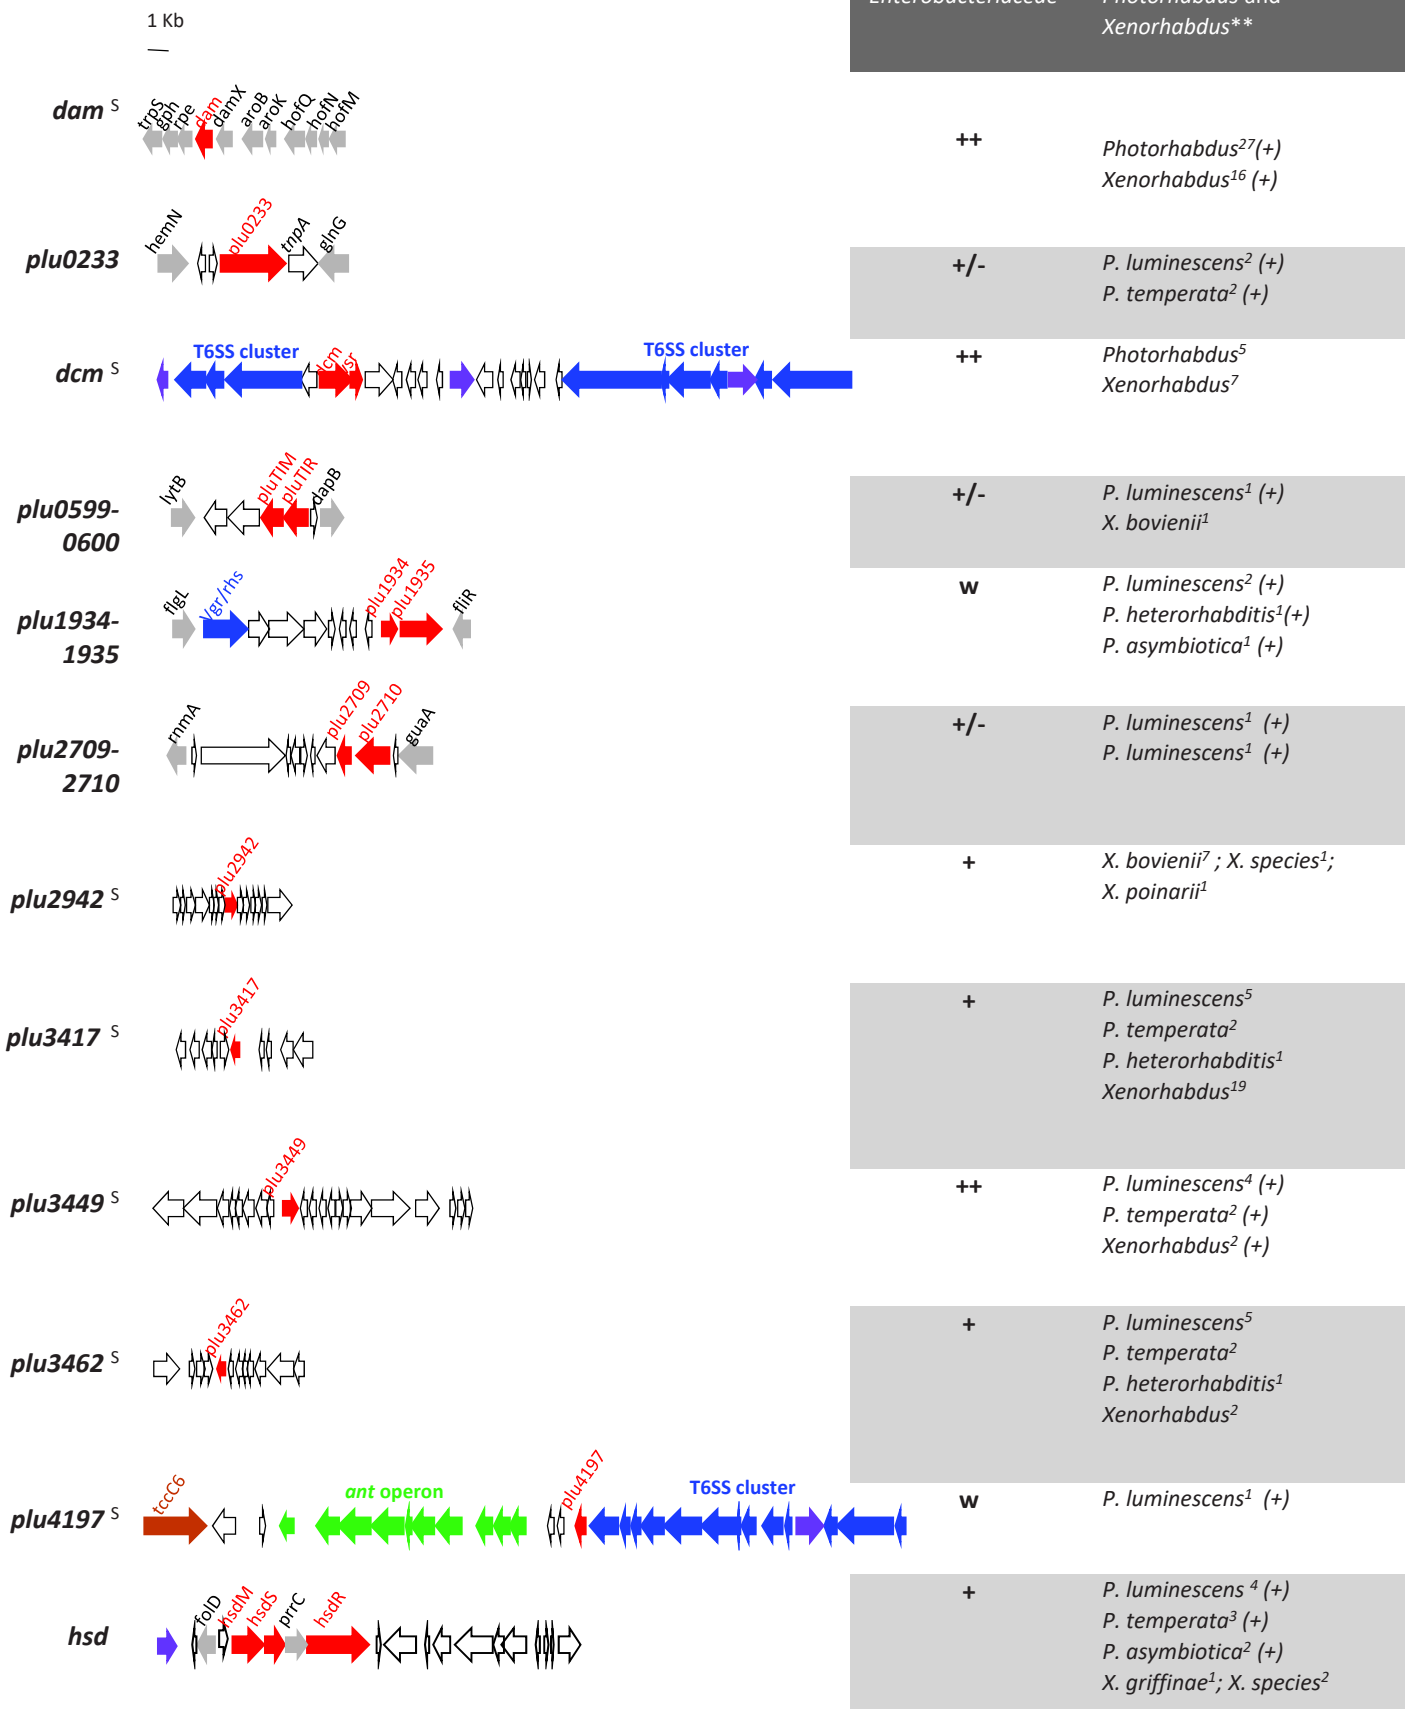 Enterobacteriaceae Photorhabdus and
Xenorhabdus**
1 Kb
dam S
trpS gph rpe dam damX aroB aroK hofQ hofN hofM
++
Photorhabdus27(+)
Xenorhabdus16 (+)
plu0233
hemN plu0233 tnpA glnG
+/-
P. luminescens2 (+)
P. temperata2 (+)
dcm S
T6SS cluster dcm vsr T6SS cluster
++
Photorhabdus5
Xenorhabdus7
plu0599-
0600
lytB pluTIM pluTIR dapB
+/-
P. luminescens1 (+)
X. bovienii1
plu1934-
1935
flgL Vgr/rhs plu1934 plu1935 fliR
w
P. luminescens2 (+)
P. heterorhabditis1(+)
P. asymbiotica1 (+)
plu2709-
2710
rnmA plu2709 plu2710 guaA
+/-
P. luminescens1 (+)
P. luminescens1 (+)
plu2942 S
plu2942
+
X. bovienii7 ; X. species1;
X. poinarii1
plu3417 S
plu3417
+
P. luminescens5
P. temperata2
P. heterorhabditis1
Xenorhabdus19
plu3449 S
plu3449
++
P. luminescens4 (+)
P. temperata2 (+)
Xenorhabdus2 (+)
plu3462 S
plu3462
+
P. luminescens5
P. temperata2
P. heterorhabditis1
Xenorhabdus2
plu4197 S
tccC6 ant operon plu4197 T6SS cluster
w
P. luminescens1 (+)
hsd
folD hsdM hsdS prrC hsdR
+
P. luminescens 4 (+)
P. temperata3 (+)
P. asymbiotica2 (+)
X. griffinae1; X. species2